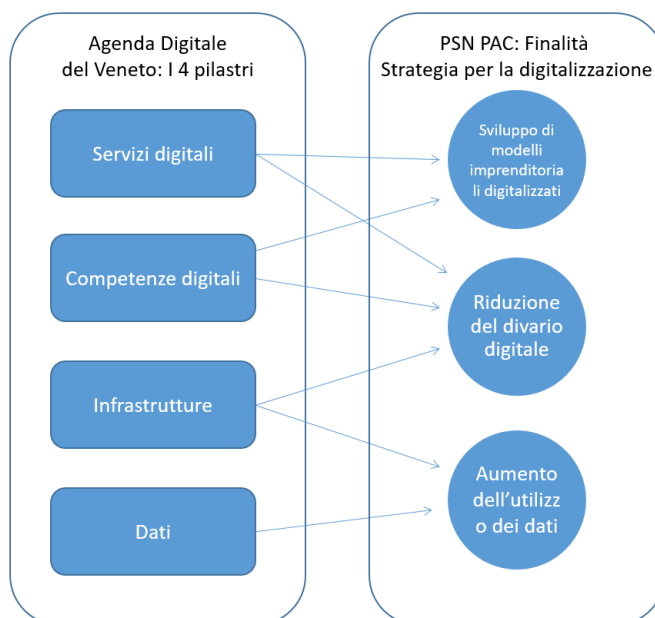 Agenda Digitale
del Veneto: I 4 pilastri
Servizi digitali
Competenze digitali
Infrastrutture
Dati
PSN PAC: Finalità
Strategia per la digitalizzazione
Sviluppo di
modelli
imprenditoria
li digitalizzati
Riduzione
del divario
digitale
Aumento
dell’utilizz
o dei dati